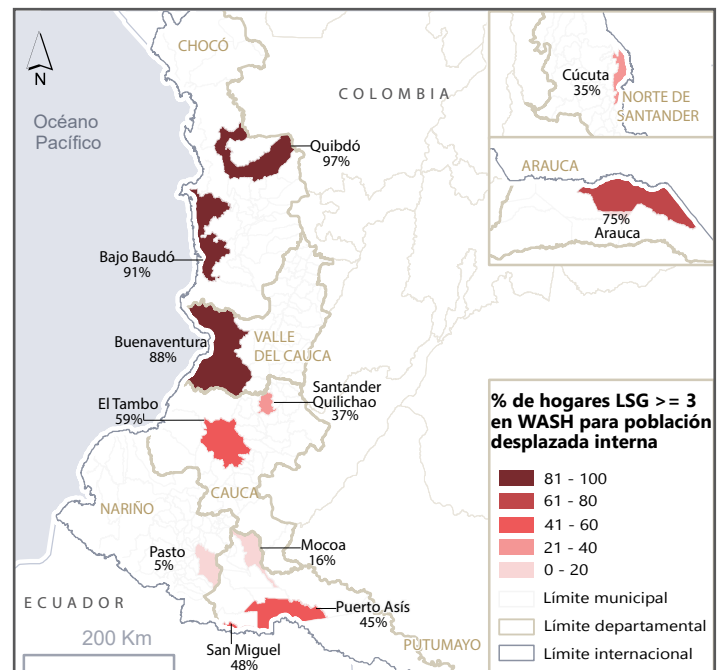 CHOCÓ
N
COLOMBIA
Océano
Pacífico
Quibdó
97%
Bajo Baudó
91%
Buenaventura
88%
VALLE
DEL CAUCA
El Tambo
59%
Santander
Quilichao
37%
CAUCA
NARIÑO
Pasto
5%
Mocoa
16%
ECUADOR
Puerto Asís
45%
200 Km
San Miguel
48%
PUTUMAYO
Cúcuta
35%
NORTE DE
SANTANDER
ARAUCA
75%
Arauca
% de hogares LSG >= 3
en WASH para población
desplazada interna
81 - 100
61 - 80
41 - 60
21 - 40
0 - 20
Límite municipal
Límite departamental
Límite internacional